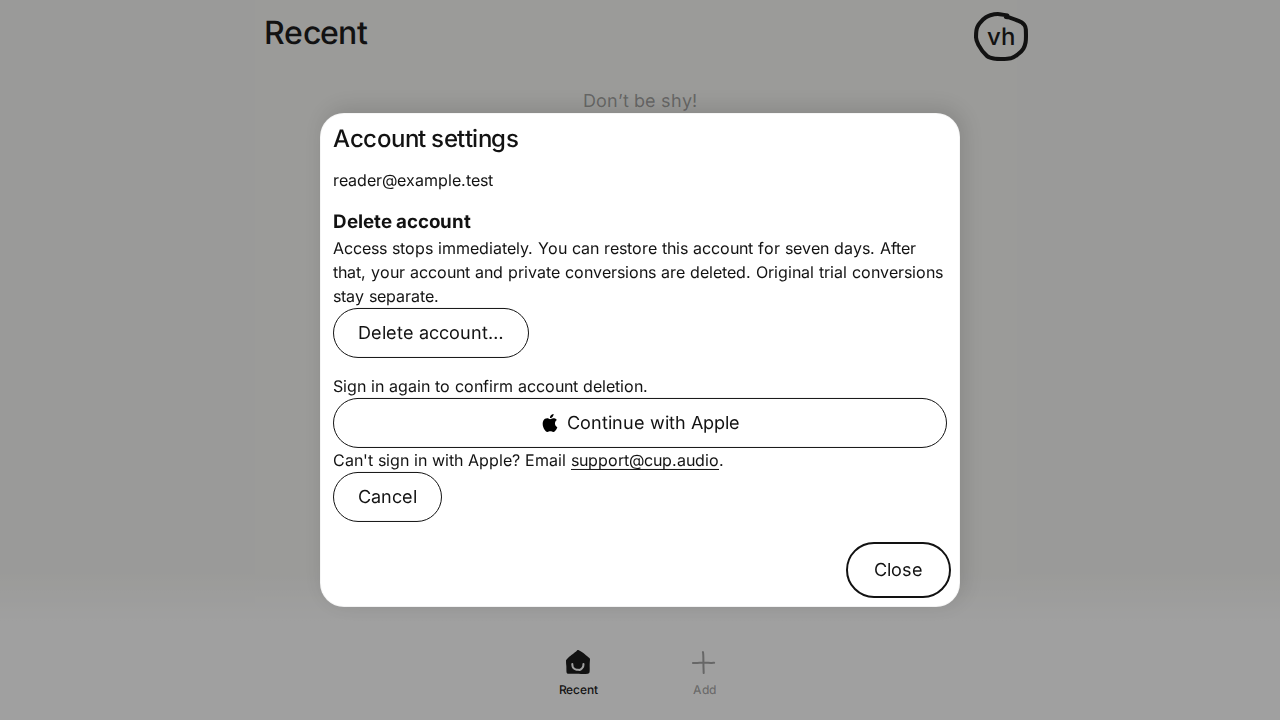 Recent
vh
Don’t be shy!
Account settings
reader@example.test
Delete account
Access stops immediately. You can restore this account for seven days. After
that, your account and private conversions are deleted. Original trial conversions
stay separate.
Delete account…
Sign in again to confirm account deletion.
Continue with Apple
Can't sign in with Apple? Email support@cup.audio.
Cancel
Close
Recent
Add